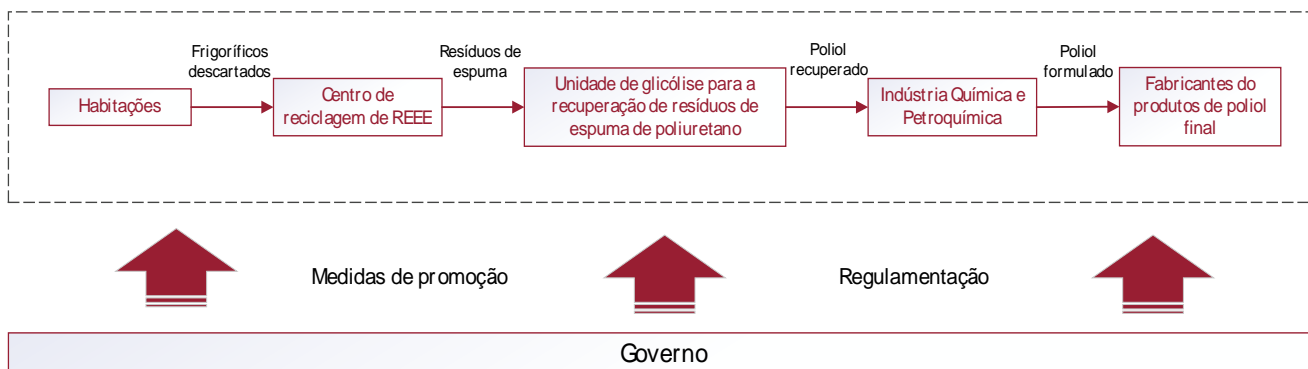 Habitações
Frigoríficos
descartados
Centro de
reciclagem de REEE
Resíduos de
espuma
Unidade de glicólise para a
recuperação de resíduos de
espuma de poliuretano
Poliol
recuperado
Indústria Química e
Petroquímica
Poliol
formulado
Fabricantes do
produtos de poliol
final
Medidas de promoção
Regulamentação
Governo